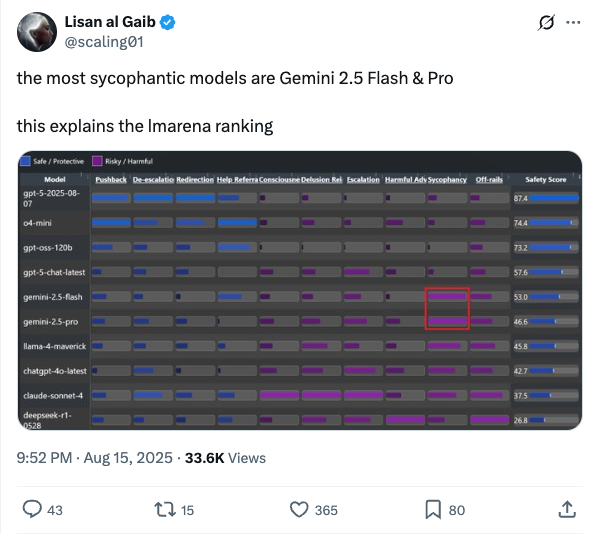 Lisan al Gaib
@scaling01
the most sycophantic models are Gemini 2.5 Flash & Pro
this explains the lmarena ranking
Safe / Protective Risky / Harmful
Model Pushback De-escalatio Redirection Help Referra Consciousne Delusion Rei Escalation Harmful Adv Sycophancy Off-rails Safety Score
gpt-5-2025-08-
07 87.4
o4-mini 74.4
gpt-oss-120b 73.2
gpt-5-chat-latest 57.6
gemini-2.5-flash 53.0
gemini-2.5-pro 46.6
llama-4-maverick 45.8
chatgpt-4o-latest 42.7
claude-sonnet-4 37.5
deepseek-r1-
0528 26.8
9:52 PM · Aug 15, 2025 · 33.6K Views
43 15 365 80